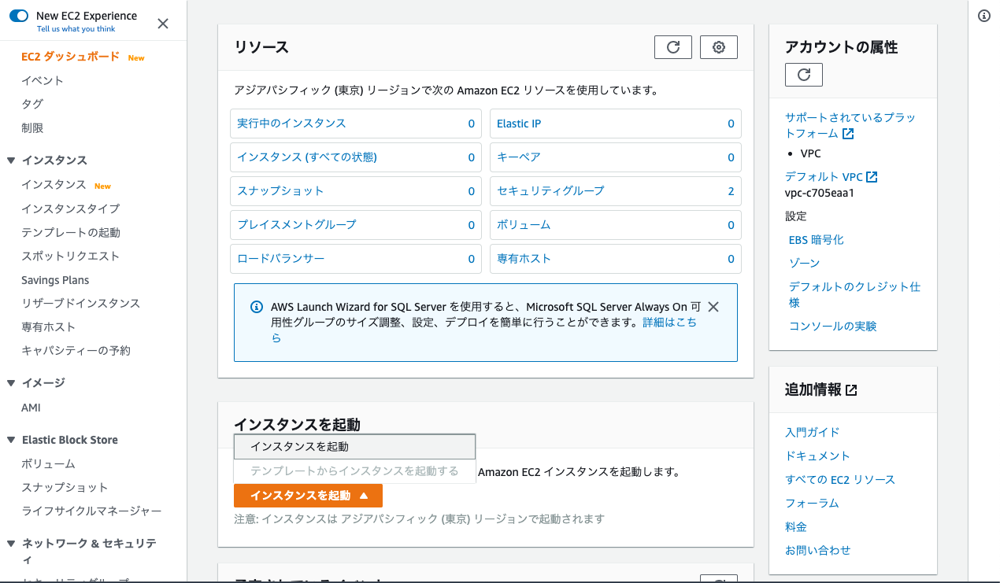 New EC2 Experience
Tell us what you think
EC2 ダッシュボード New
イベント
タグ
制限
インスタンス
インスタンス New
インスタンスタイプ
テンプレートの起動
スポットリクエスト
Savings Plans
リザーブドインスタンス
専有ホスト
キャパシティーの予約
イメージ
AMI
Elastic Block Store
ボリューム
スナップショット
ライフサイクルマネージャー
ネットワーク & セキュリテ
ィ
セキュリティグループ
リソース
アジアパシフィック (東京) リージョンで次の Amazon EC2 リソースを使用しています。
実行中のインスタンス 0
Elastic IP 0
インスタンス (すべての状態) 0
キーペア 0
スナップショット 0
セキュリティグループ 2
プレイスメントグループ 0
ボリューム 0
ロードバランサー 0
専有ホスト 0
AWS Launch Wizard for SQL Server を使用すると、Microsoft SQL Server Always On 可
用性グループのサイズ調整、設定、デプロイを簡単に行うことができます。詳細はこち
ら
インスタンスを起動
インスタンスを起動
テンプレートからインスタンスを起動する
Amazon EC2 インスタンスを起動します。
インスタンスを起動
注意: インスタンスは アジアパシフィック (東京) リージョンで起動されます
予定されているイベント
アカウントの属性
サポートされているプラッ
トフォーム
VPC
デフォルト VPC
vpc-c705eaa1
設定
EBS 暗号化
ゾーン
デフォルトのクレジット仕
様
コンソールの実験
追加情報
入門ガイド
ドキュメント
すべての EC2 リソース
フォーラム
料金
お問い合わせ